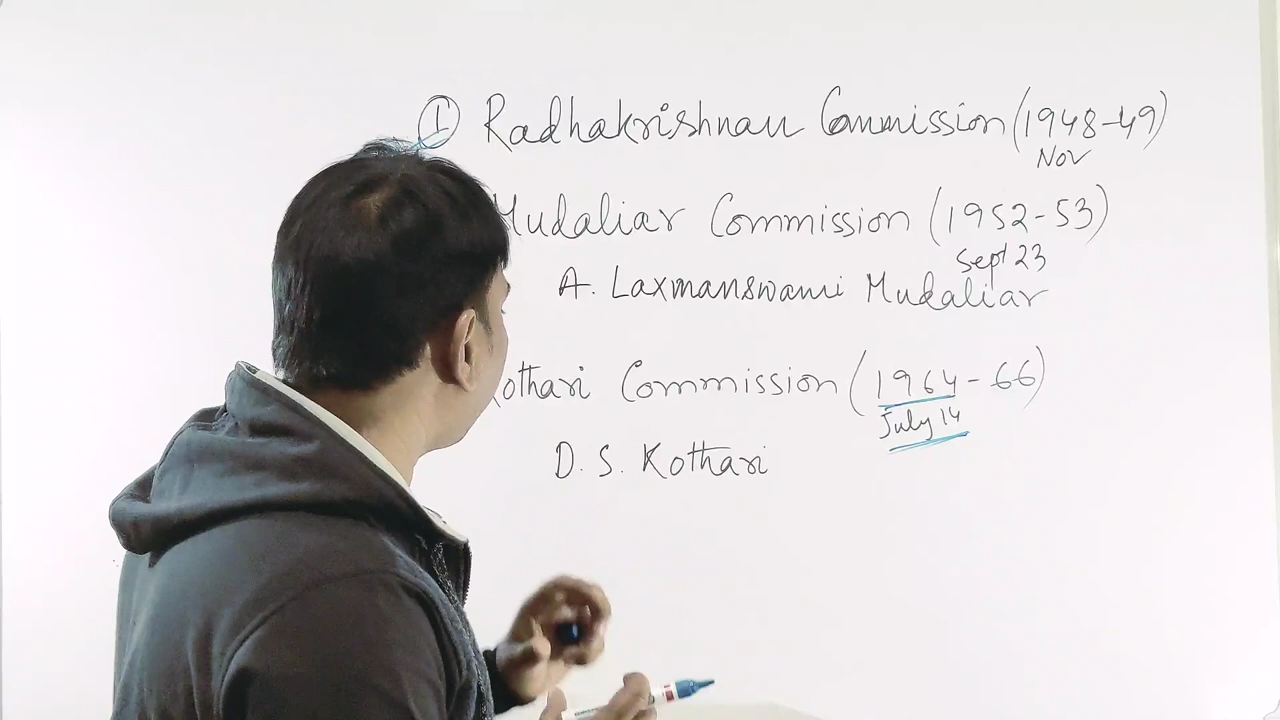 ① Radhakrishnan Commission (1948-49)
Nov
Mudaliar Commission (1952-53)
Sept 23
A. Laxmanswami Mudaliar
othari Commission (1964-66)
July 14
D. S. Kothari